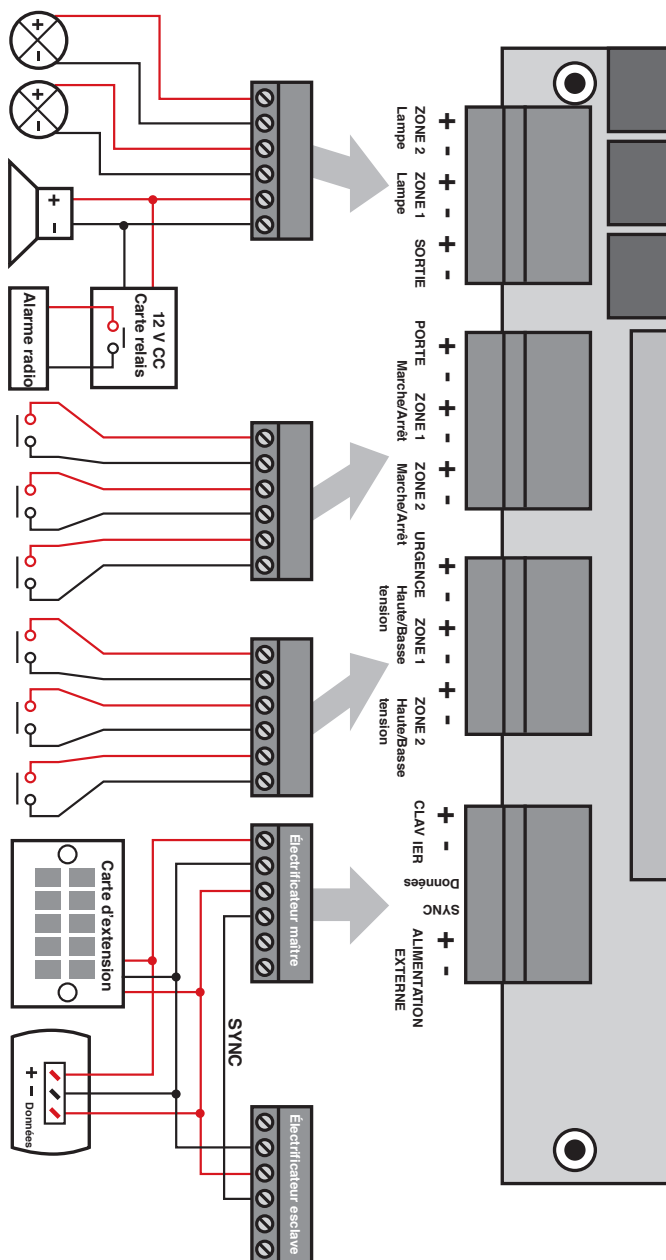 ZONE 2
Lampe
+ -
ZONE 1
Lampe
+ -
SORTIE
+ -
PORTE
+ -
ZONE 1
Marche/Arrêt
+ -
ZONE 2
Marche/Arrêt
+ -
URGENCE
+ -
ZONE 1
Haute/Basse
tension
+ -
ZONE 2
Haute/Basse
tension
+ -
CLAV IER
+ -
Données
SYNC
ALIMENTATION
EXTERNE
+ -
Électrificateur maître
Électrificateur esclave
SYNC
+ -
+ -
+ -
12 V CC
Carte relais
Alarme radio
Carte d'extension
+ - Données